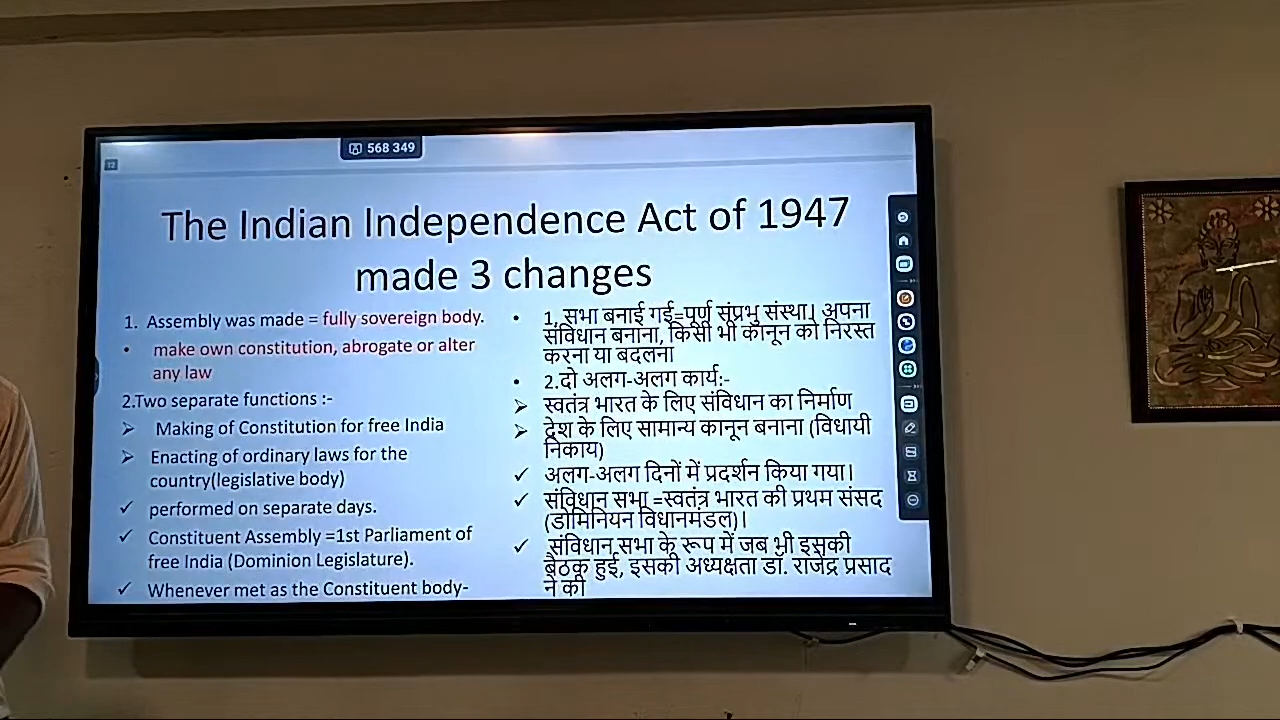 568 349
12
The Indian Independence Act of 1947
made 3 changes
1. Assembly was made = fully sovereign body.
• make own constitution, abrogate or alter
any law
2.Two separate functions :-
➢ Making of Constitution for free India
➢ Enacting of ordinary laws for the
country(legislative body)
✓ performed on separate days.
✓ Constituent Assembly =1st Parliament of
free India (Dominion Legislature).
✓ Whenever met as the Constituent body-
• 1. सभा बनाई गई=पूर्ण संप्रभु संस्था। अपना
संविधान बनाना, किसी भी कानून को निरस्त
करना या बदलना
• 2.दो अलग-अलग कार्य:-
➢ स्वतंत्र भारत के लिए संविधान का निर्माण
➢ देश के लिए सामान्य कानून बनाना (विधायी
निकाय)
✓ अलग-अलग दिनों में प्रदर्शन किया गया।
✓ संविधान सभा =स्वतंत्र भारत की प्रथम संसद
(डोमिनियन विधानमंडल)।
✓ संविधान सभा के रूप में जब भी इसकी
बैठक हुई, इसकी अध्यक्षता डॉ. राजेंद्र प्रसाद
ने की